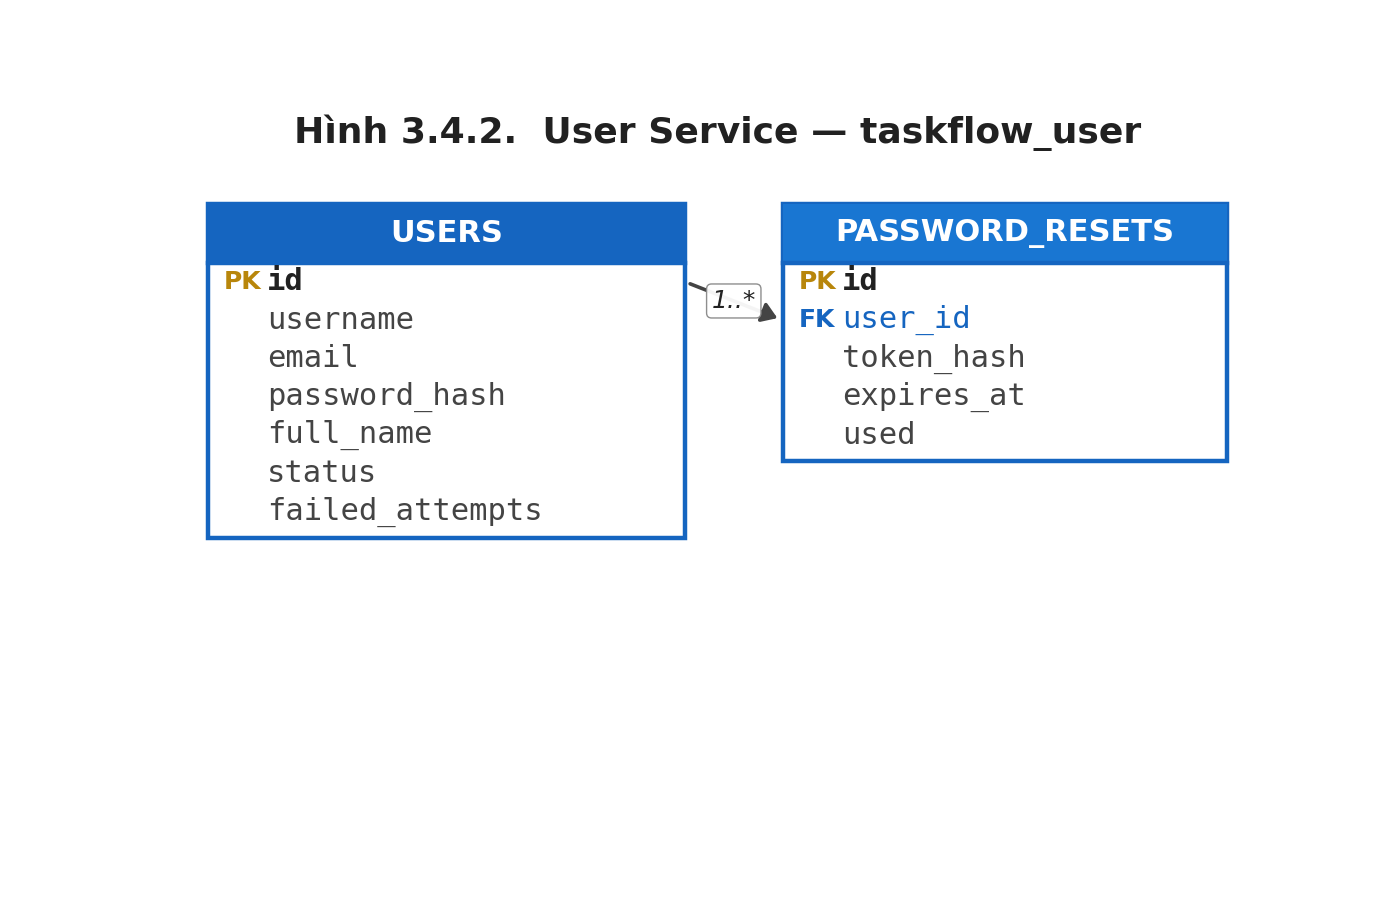 Hình 3.4.2.  User Service — taskflow_user
USERS
PK id
username
email
password_hash
full_name
status
failed_attempts
1..*
PASSWORD_RESETS
PK id
FK user_id
token_hash
expires_at
used